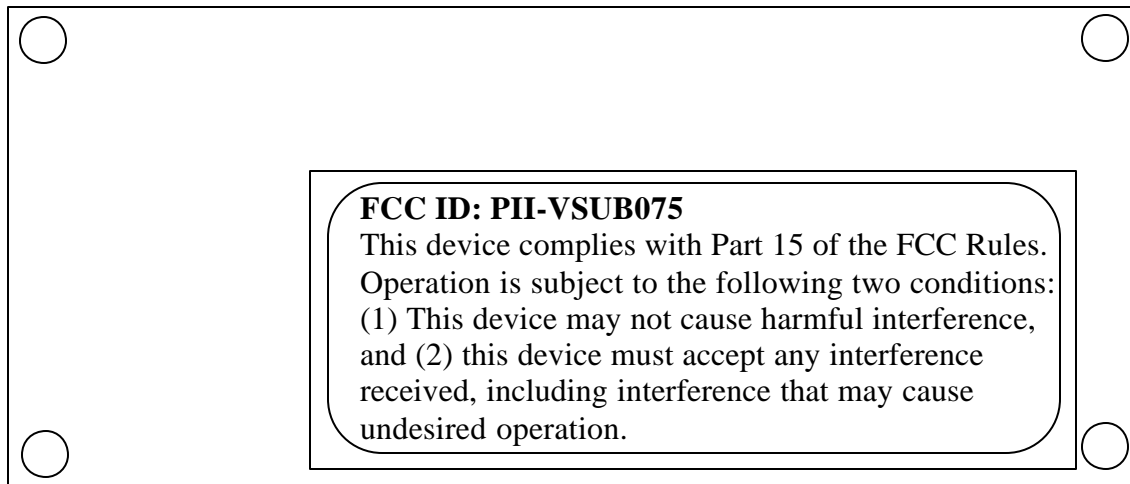 FCC ID: PII-VSUB075
This device complies with Part 15 of the FCC Rules.
Operation is subject to the following two conditions:
(1) This device may not cause harmful interference,
and (2) this device must accept any interference
received, including interference that may cause
undesired operation.